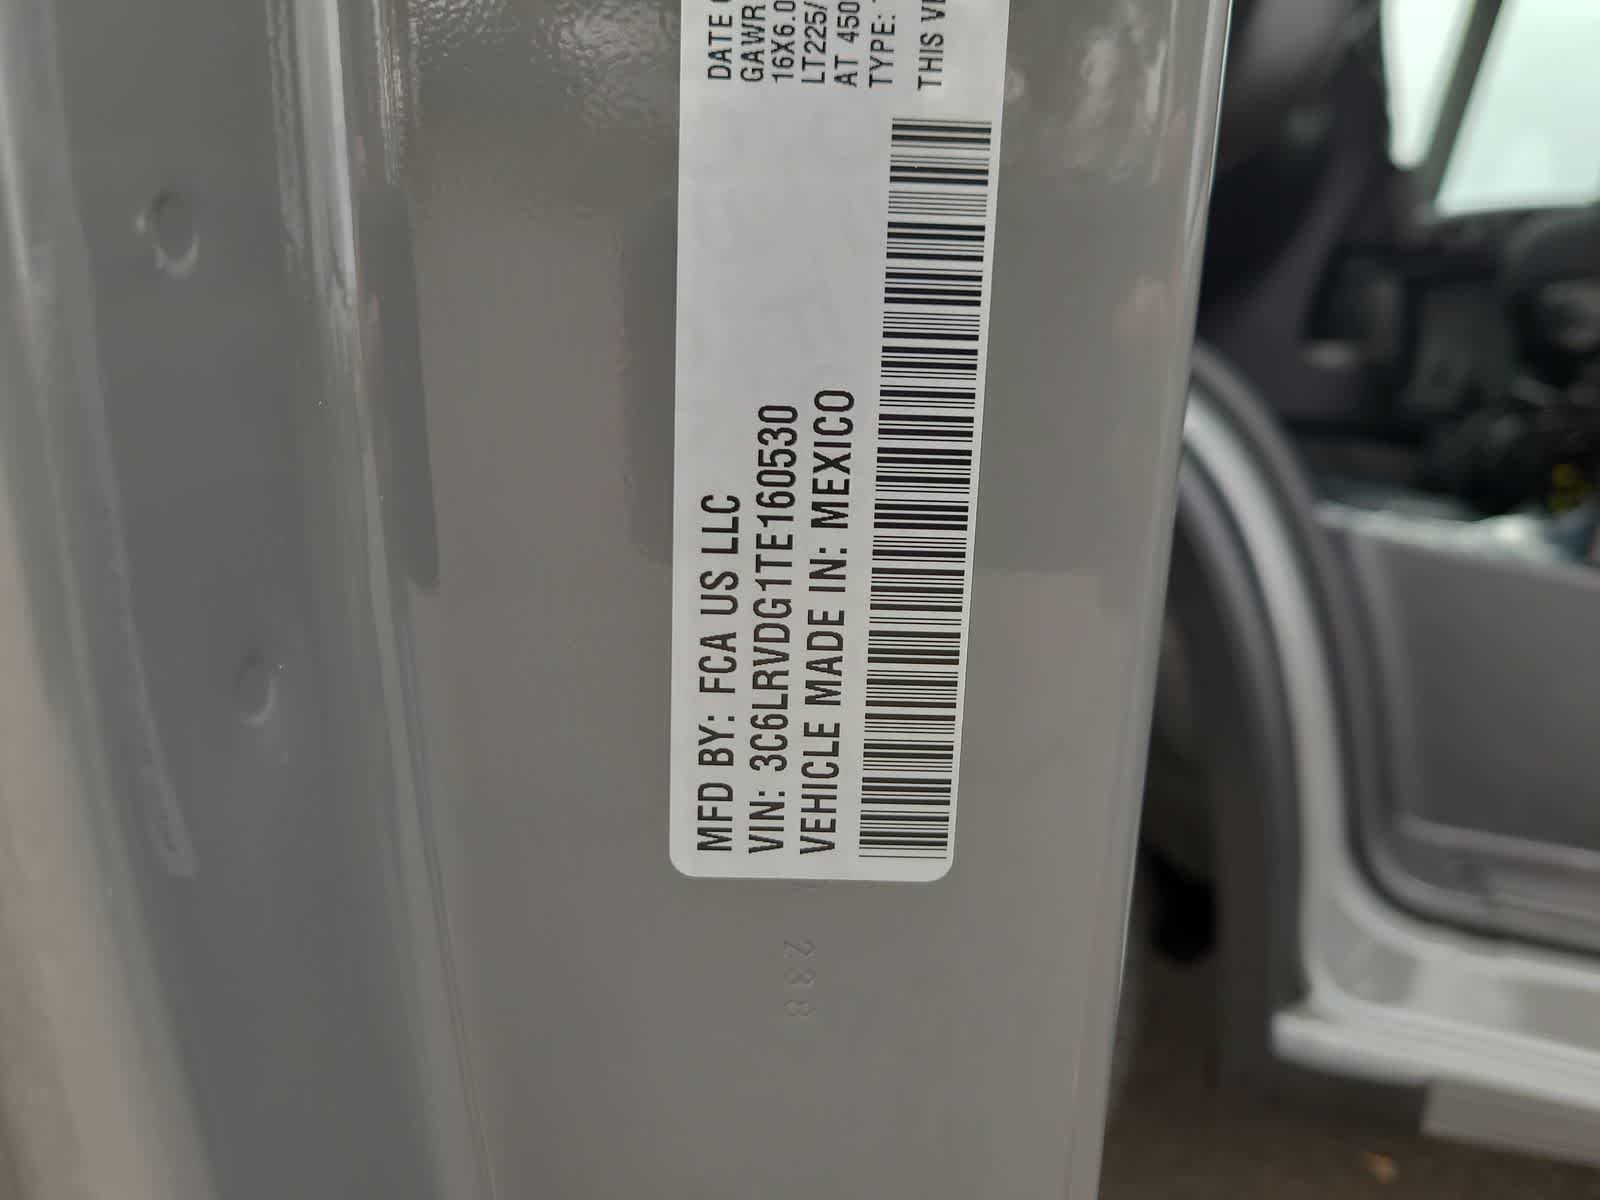 MFD BY: FCA US LLC
VIN: 3C6LRVDG1TE160530
VEHICLE MADE IN: MEXICO
DATE
GAWR
16X6.0
LT225/
AT 450
TYPE:
THIS
238